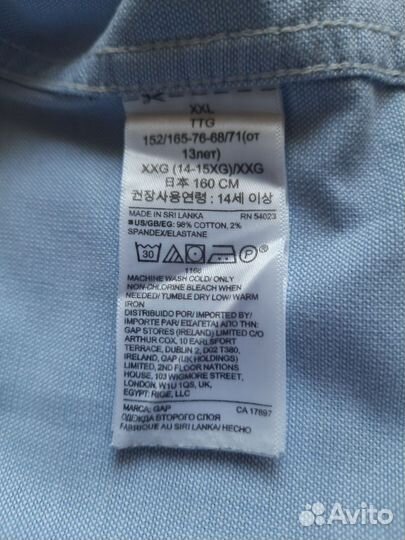 XXL
TTG
152/165-76-68/71(от
13лет)
XXG (14-15XG)/XXG
日本 160 CM
권장사용연령 : 14세 이상
MADE IN SRI LANKA RN 54023
US/GB/EG: 98% COTTON, 2%
SPANDEX/ELASTANE
30
1168
MACHINE WASH COLD/ ONLY
NON-CHLORINE BLEACH WHEN
NEEDED/ TUMBLE DRY LOW/ WARM
IRON
DISTRIBUIDO POR/ IMPORTED BY/
IMPORTE PAR/ ΕΙΣΑΓΕΤΑΙ ΑΠΟ ΤΗΝ:
GAP STORES (IRELAND) LIMITED C/O
ARTHUR COX, 10 EARLSFORT
TERRACE, DUBLIN 2, D02 T380,
IRELAND, GAP (UK HOLDINGS)
LIMITED, 2ND FLOOR NATIONS
HOUSE, 103 WIGMORE STREET,
LONDON, W1U 1QS, UK,
EGYPT: RIGE, LLC
МАРСА: GAP CA 17897
ОДЕЖДА ВТОРОГО СЛОЯ
FABRIQUE AU SRI LANKA/ HECHO
Avito